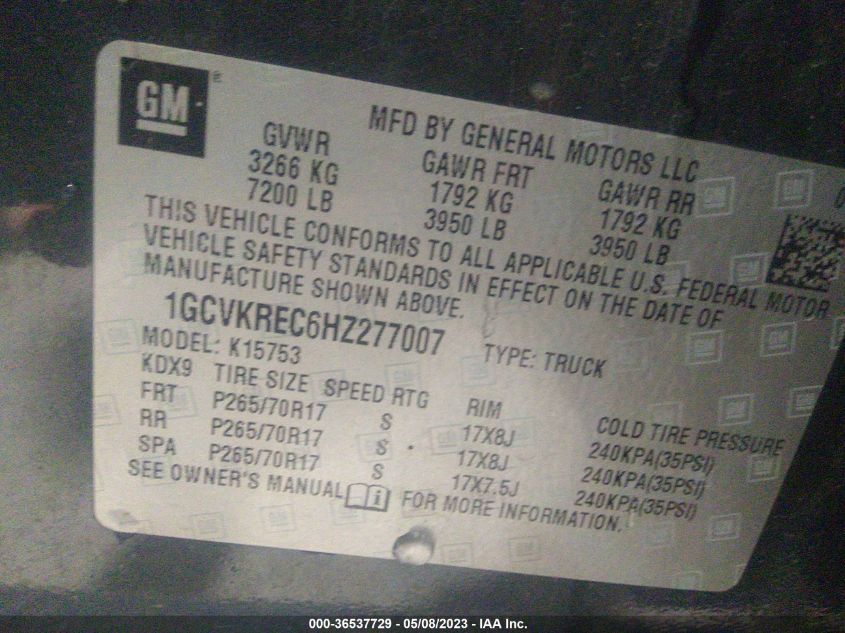 GM
MFD BY GENERAL MOTORS LLC
GVWR GAWR FRT GAWR RR
3266 KG 1792 KG 1792 KG
7200 LB 3950 LB 3950 LB
THIS VEHICLE CONFORMS TO ALL APPLICABLE U.S. FEDERAL MOTOR
VEHICLE SAFETY STANDARDS IN EFFECT ON THE DATE OF
MANUFACTURE SHOWN ABOVE.
1GCVKREC6HZ277007 TYPE: TRUCK
MODEL: K15753
KDX9 TIRE SIZE SPEED RTG RIM COLD TIRE PRESSURE
FRT P265/70R17 S 17X8J 240KPA(35PSI)
RR P265/70R17 S 17X8J 240KPA(35PSI)
SPA P265/70R17 S 17X7.5J 240KPA(35PSI)
SEE OWNER'S MANUAL FOR MORE INFORMATION.
000-36537729 - 05/08/2023 - IAA Inc.